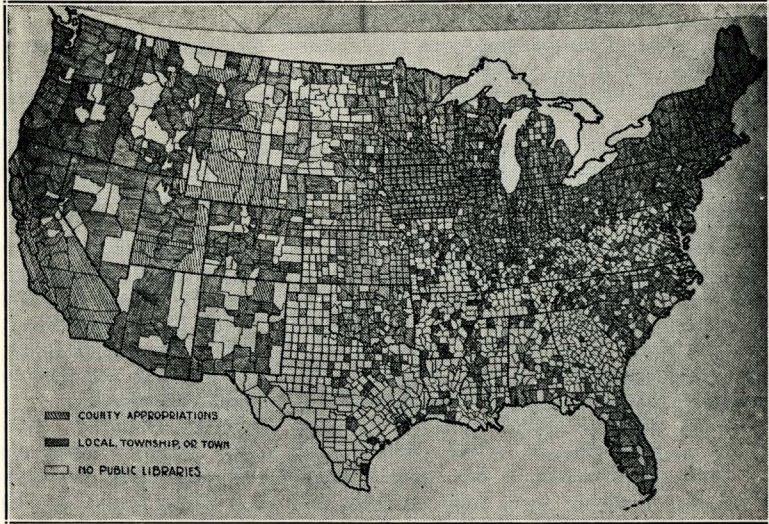 COUNTY APPROPRIATIONS
LOCAL, TOWNSHIP, OR TOWN
NO PUBLIC LIBRARIES